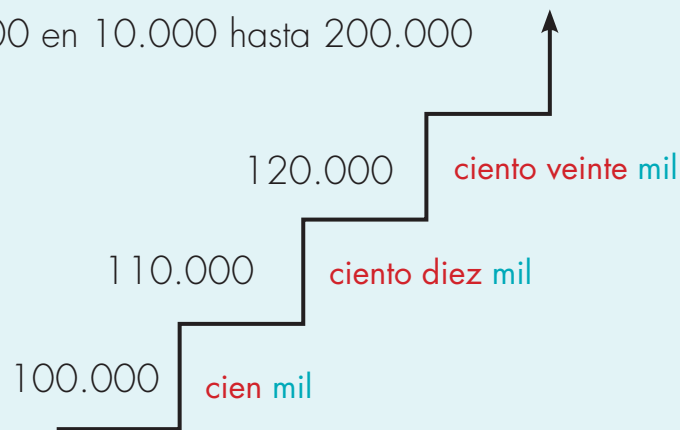 00 en 10.000 hasta 200.000
120.000 ciento veinte mil
110.000 ciento diez mil
100.000 cien mil